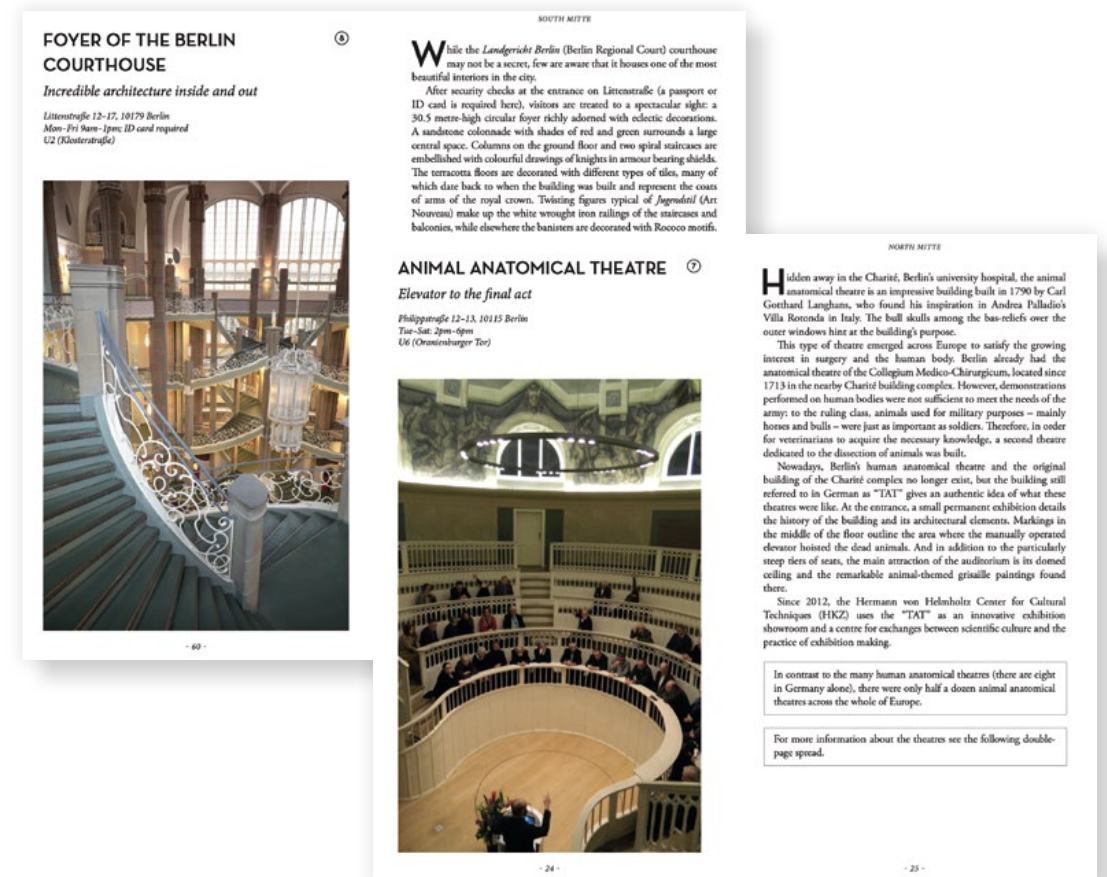 FOYER OF THE BERLIN
COURTHOUSE
⑧
Incredible architecture inside and out
Littenstraße 12–17, 10179 Berlin
Mon–Fri 9am–1pm; ID card required
U2 (Klosterstraße)
- 60 -
SOUTH MITTE
While the Landgericht Berlin (Berlin Regional Court) courthouse
may not be a secret, few are aware that it houses one of the most
beautiful interiors in the city.
After security checks at the entrance on Littenstraße (a passport or
ID card is required here), visitors are treated to a spectacular sight: a
30.5 metre-high circular foyer richly adorned with eclectic decorations.
A sandstone colonnade with shades of red and green surrounds a large
central space. Columns on the ground floor and two spiral staircases are
embellished with colourful drawings of knights in armour bearing shields.
The terracotta floors are decorated with different types of tiles, many of
which date back to when the building was built and represent the coats
of arms of the royal crown. Twisting figures typical of Jugendstil (Art
Nouveau) make up the white wrought iron railings of the staircases and
balconies, while elsewhere the banisters are decorated with Rococo motifs.
ANIMAL ANATOMICAL THEATRE
⑦
Elevator to the final act
Philippstraße 12–13, 10115 Berlin
Tue–Sat: 2pm–6pm
U6 (Oranienburger Tor)
- 24 -
NORTH MITTE
Hidden away in the Charité, Berlin's university hospital, the animal
anatomical theatre is an impressive building built in 1790 by Carl
Gotthard Langhans, who found his inspiration in Andrea Palladio's
Villa Rotonda in Italy. The bull skulls among the bas-reliefs over the
outer windows hint at the building's purpose.
This type of theatre emerged across Europe to satisfy the growing
interest in surgery and the human body. Berlin already had the
anatomical theatre of the Collegium Medico-Chirurgicum, located since
1713 in the nearby Charité building complex. However, demonstrations
performed on human bodies were not sufficient to meet the needs of the
army: to the ruling class, animals used for military purposes – mainly
horses and bulls – were just as important as soldiers. Therefore, in order
for veterinarians to acquire the necessary knowledge, a second theatre
dedicated to the dissection of animals was built.
Nowadays, Berlin's human anatomical theatre and the original
building of the Charité complex no longer exist, but the building still
referred to in German as “TAT” gives an authentic idea of what these
theatres were like. At the entrance, a small permanent exhibition details
the history of the building and its architectural elements. Markings in
the middle of the floor outline the area where the manually operated
elevator hoisted the dead animals. And in addition to the particularly
steep tiers of seats, the main attraction of the auditorium is its domed
ceiling and the remarkable animal-themed grisaille paintings found
there.
Since 2012, the Hermann von Helmholtz Center for Cultural
Techniques (HKZ) uses the “TAT” as an innovative exhibition
showroom and a centre for exchanges between scientific culture and the
practice of exhibition making.
In contrast to the many human anatomical theatres (there are eight
in Germany alone), there were only half a dozen animal anatomical
theatres across the whole of Europe.
For more information about the theatres see the following double-
page spread.
- 25 -